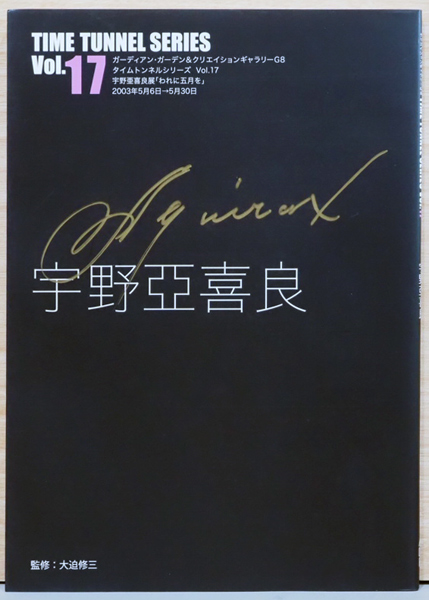 TIME TUNNEL SERIES
Vol.17
ガーディアン・ガーデン&クリエイションギャラリーG8
タイムトンネルシリーズ Vol.17
宇野亜喜良展「われに五月を」
2003年5月6日→5月30日
Aquirax
宇野亞喜良
監修：大迫修三